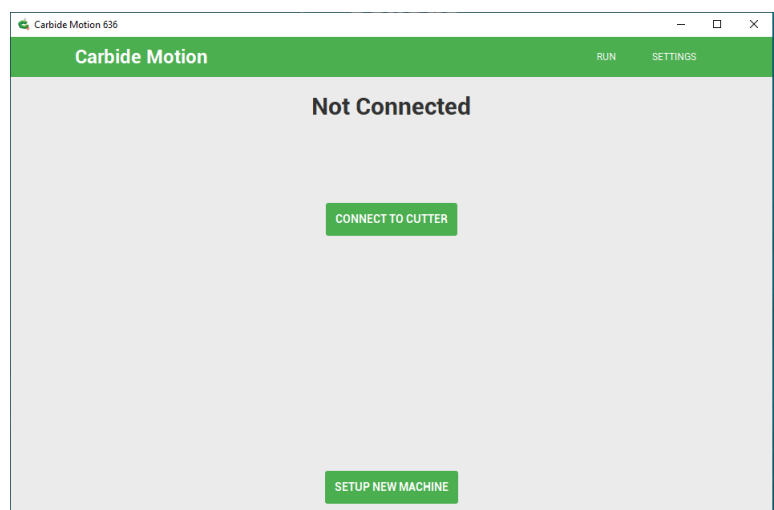 Carbide Motion 636
Carbide Motion RUN SETTINGS
Not Connected
CONNECT TO CUTTER
SETUP NEW MACHINE